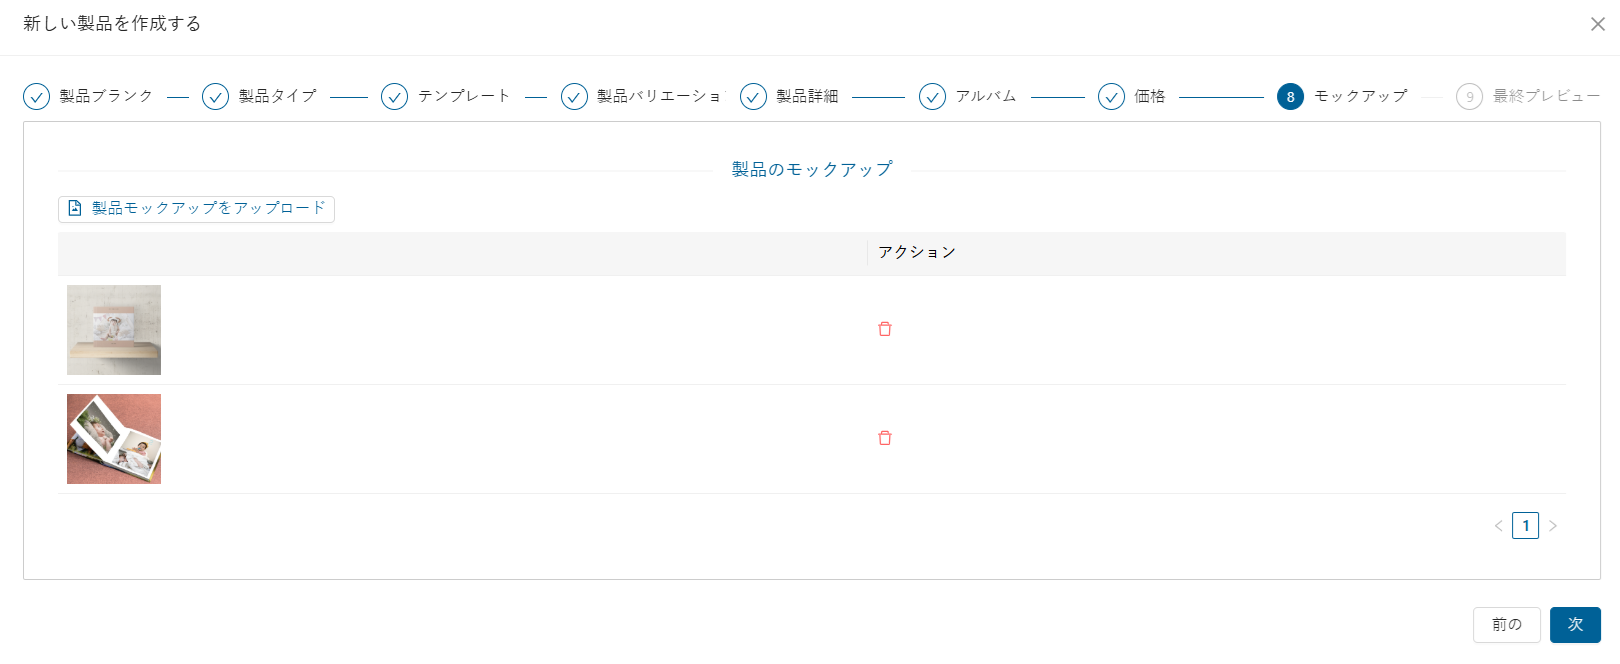 新しい製品を作成する
製品ブランク 製品タイプ テンプレート 製品バリエーショ 製品詳細 アルバム 価格 8 モックアップ 9 最終プレビュー
製品のモックアップ
製品モックアップをアップロード
アクション
1
前の 次